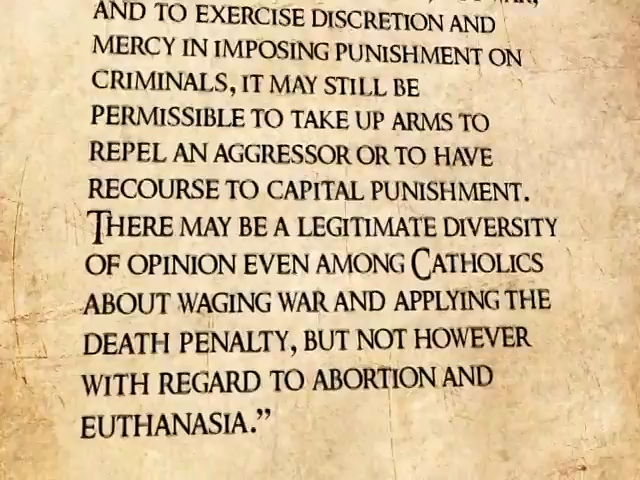 AND TO EXERCISE DISCRETION AND
MERCY IN IMPOSING PUNISHMENT ON
CRIMINALS, IT MAY STILL BE
PERMISSIBLE TO TAKE UP ARMS TO
REPEL AN AGGRESSOR OR TO HAVE
RECOURSE TO CAPITAL PUNISHMENT.
THERE MAY BE A LEGITIMATE DIVERSITY
OF OPINION EVEN AMONG CATHOLICS
ABOUT WAGING WAR AND APPLYING THE
DEATH PENALTY, BUT NOT HOWEVER
WITH REGARD TO ABORTION AND
EUTHANASIA.”